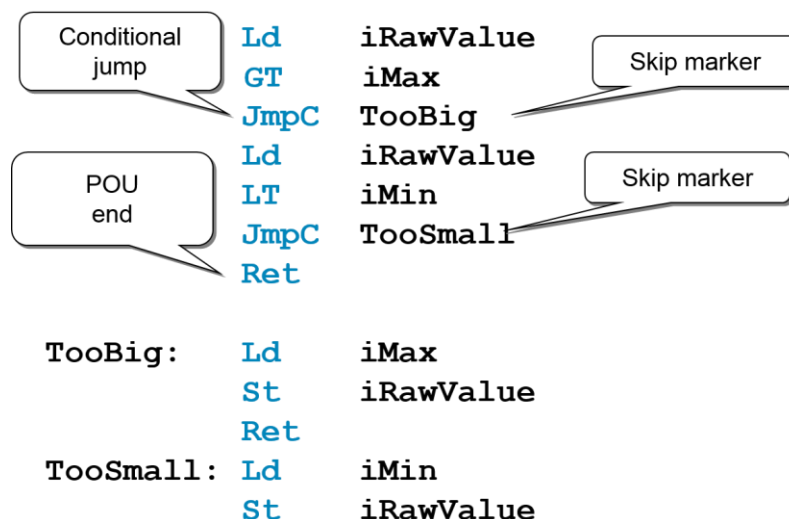 Conditional
jump
Ld iRawValue
GT iMax
Skip marker
JmpC TooBig
Ld iRawValue
POU
end
LT iMin
Skip marker
JmpC TooSmall
Ret
TooBig: Ld iMax
St iRawValue
Ret
TooSmall: Ld iMin
St iRawValue